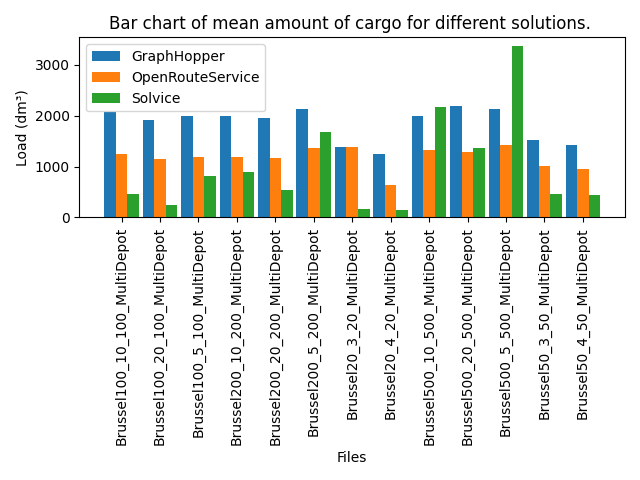 Bar chart of mean amount of cargo for different solutions.
GraphHopper
OpenRouteService
Solvice
Load (dm³)
3000
2000
1000
0
Brussel100_10_100_MultiDepot
Brussel100_20_100_MultiDepot
Brussel100_5_100_MultiDepot
Brussel200_10_200_MultiDepot
Brussel200_20_200_MultiDepot
Brussel200_5_200_MultiDepot
Brussel20_3_20_MultiDepot
Brussel20_4_20_MultiDepot
Brussel500_10_500_MultiDepot
Brussel500_20_500_MultiDepot
Brussel500_5_500_MultiDepot
Brussel50_3_50_MultiDepot
Brussel50_4_50_MultiDepot
Files